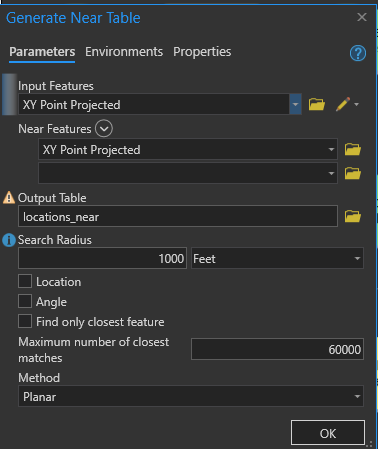 Generate Near Table
Parameters Environments Properties
Input Features
XY Point Projected
Near Features
XY Point Projected
Output Table
locations_near
Search Radius
1000 Feet
Location
Angle
Find only closest feature
Maximum number of closest
matches
60000
Method
Planar
OK